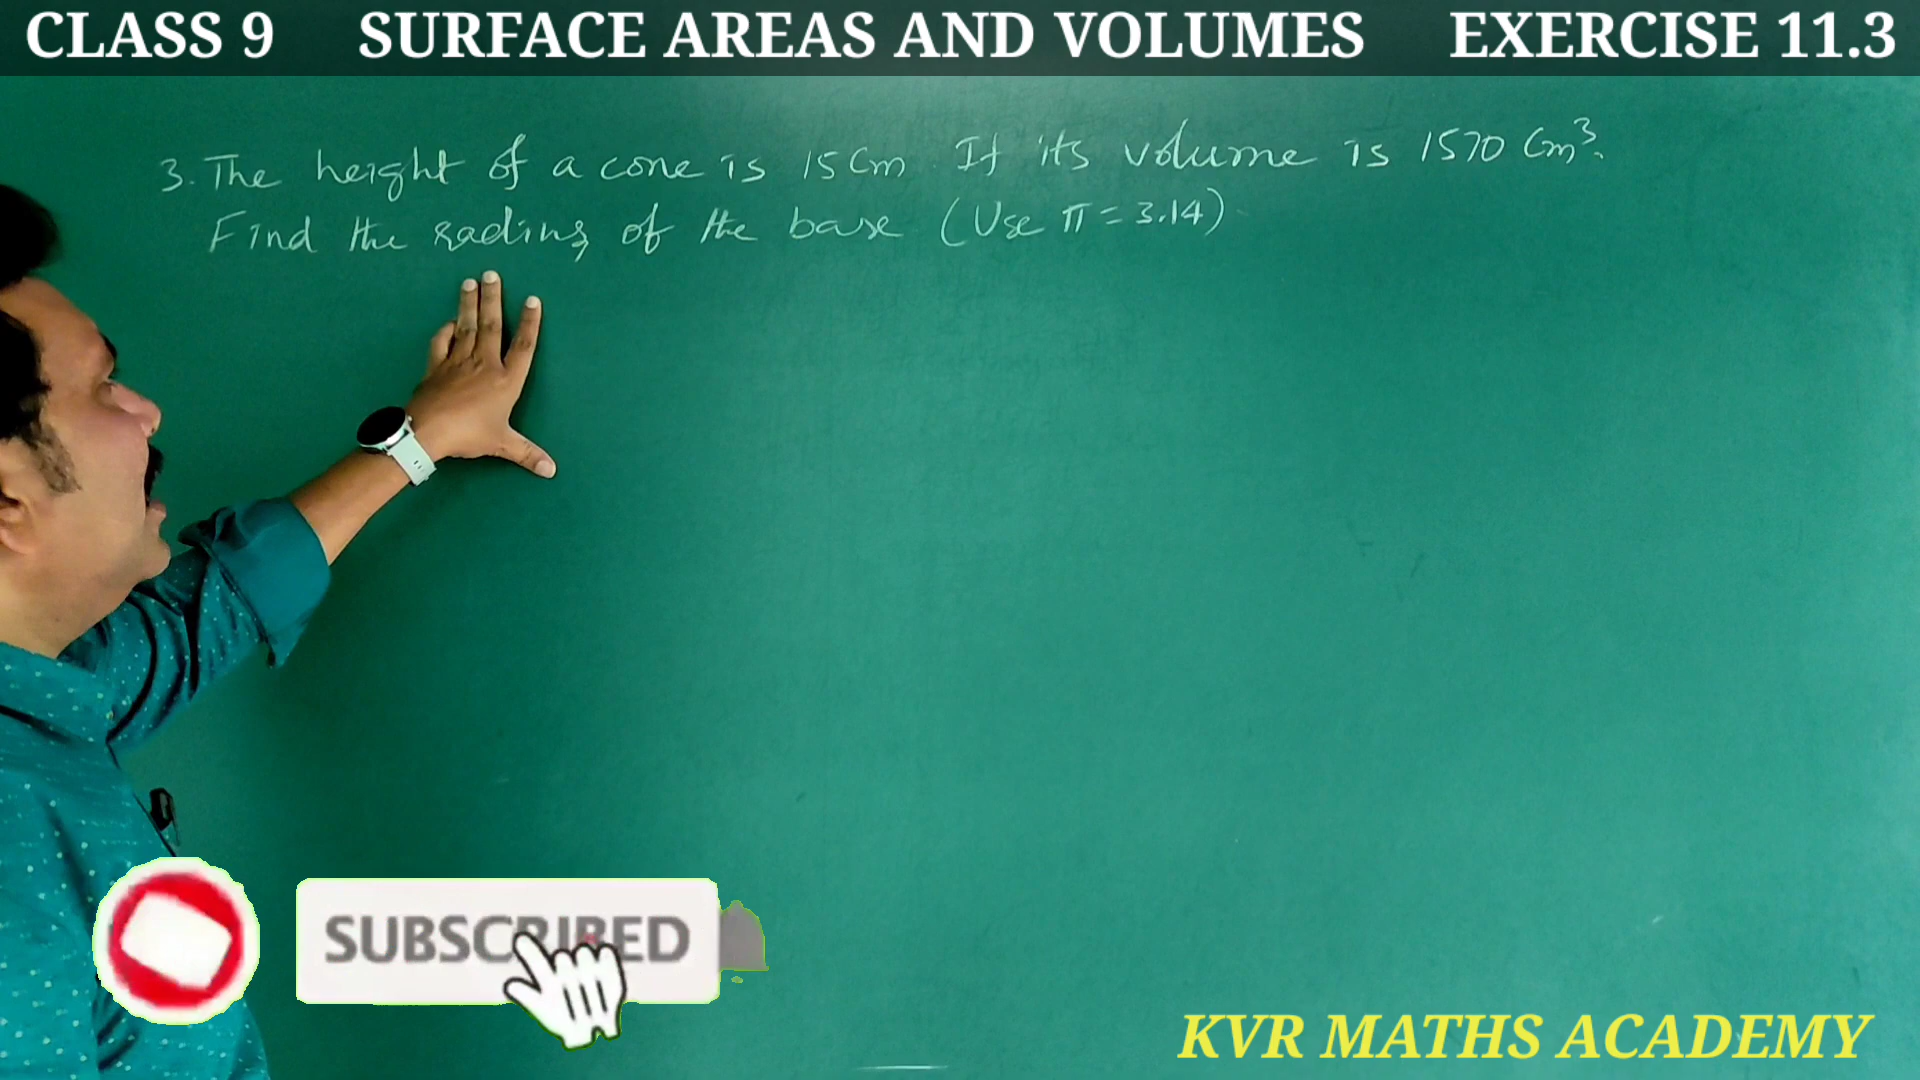 CLASS 9 SURFACE AREAS AND VOLUMES EXERCISE 11.3
3. The height of a cone is 15 Cm. If its volume is 1570 Cm³.
Find the radius of the base (Use π = 3.14)
SUBSCRIBED
KVR MATHS ACADEMY